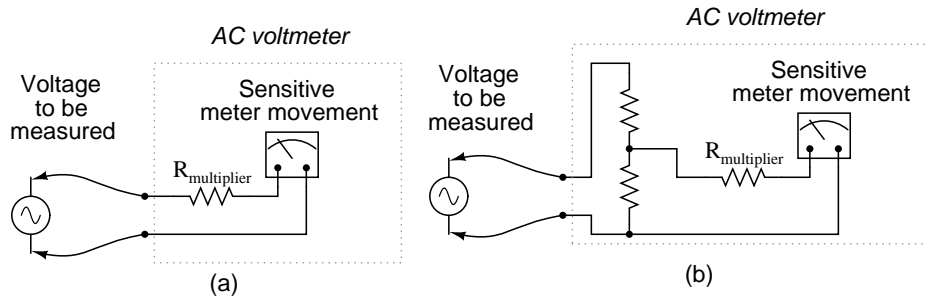 AC voltmeter
Voltage
to be
measured
Sensitive
meter movement
Rmultiplier
(a)
AC voltmeter
Voltage
to be
measured
Sensitive
meter movement
Rmultiplier
(b)